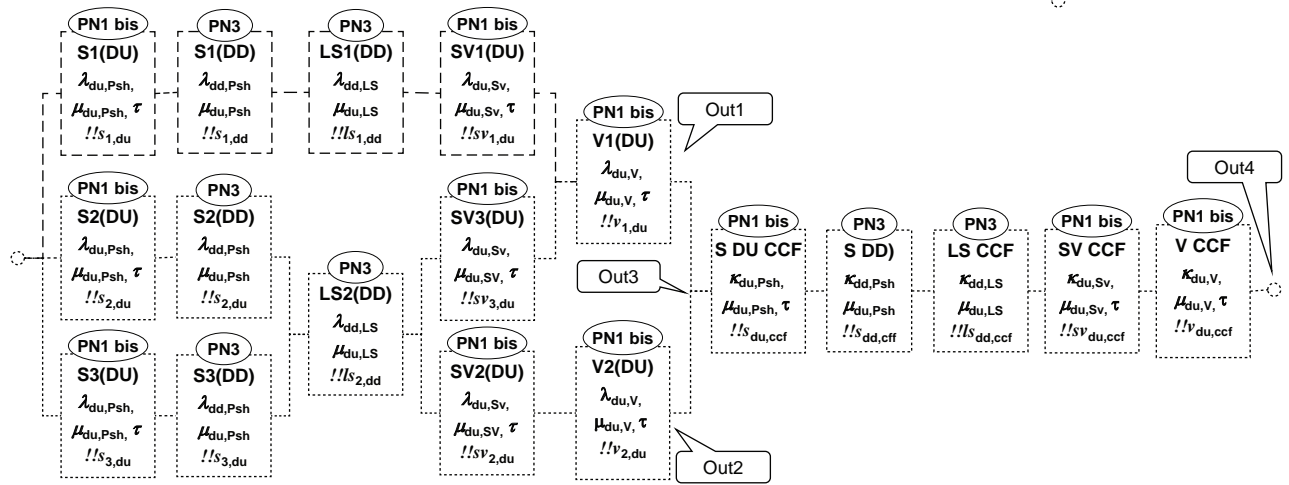 PN1 bis
S1(DU)
λdu,Psh,
μdu,Psh, τ
!!s1,du
PN3
S1(DD)
λdd,Psh
μdu,Psh
!!s1,dd
PN3
LS1(DD)
λdd,LS
μdu,LS
!!ls1,dd
PN1 bis
SV1(DU)
λdu,Sv,
μdu,Sv, τ
!!sv1,du
PN1 bis
V1(DU)
λdu,V,
μdu,V, τ
!!v1,du
Out1
PN1 bis
S2(DU)
λdu,Psh,
μdu,Psh, τ
!!s2,du
PN3
S2(DD)
λdd,Psh
μdu,Psh
!!s2,du
PN3
LS2(DD)
λdd,LS
μdu,LS
!!ls2,dd
PN1 bis
SV3(DU)
λdu,Sv,
μdu,SV, τ
!!sv3,du
Out3
PN1 bis
S DU CCF
κdu,Psh,
μdu,Psh, τ
!!sdu,ccf
PN3
S DD)
κdd,Psh
μdu,Psh
!!sdd,cff
PN3
LS CCF
κdd,LS
μdu,LS
!!lsdd,ccf
PN1 bis
SV CCF
κdu,Sv,
μdu,Sv, τ
!!svdu,ccf
PN1 bis
V CCF
κdu,V,
μdu,V, τ
!!vdu,ccf
Out4
PN1 bis
S3(DU)
λdu,Psh,
μdu,Psh, τ
!!s3,du
PN3
S3(DD)
λdd,Psh
μdu,Psh
!!s3,du
PN1 bis
SV2(DU)
λdu,Sv,
μdu,SV, τ
!!sv2,du
PN1 bis
V2(DU)
λdu,V,
μdu,V, τ
!!v2,du
Out2